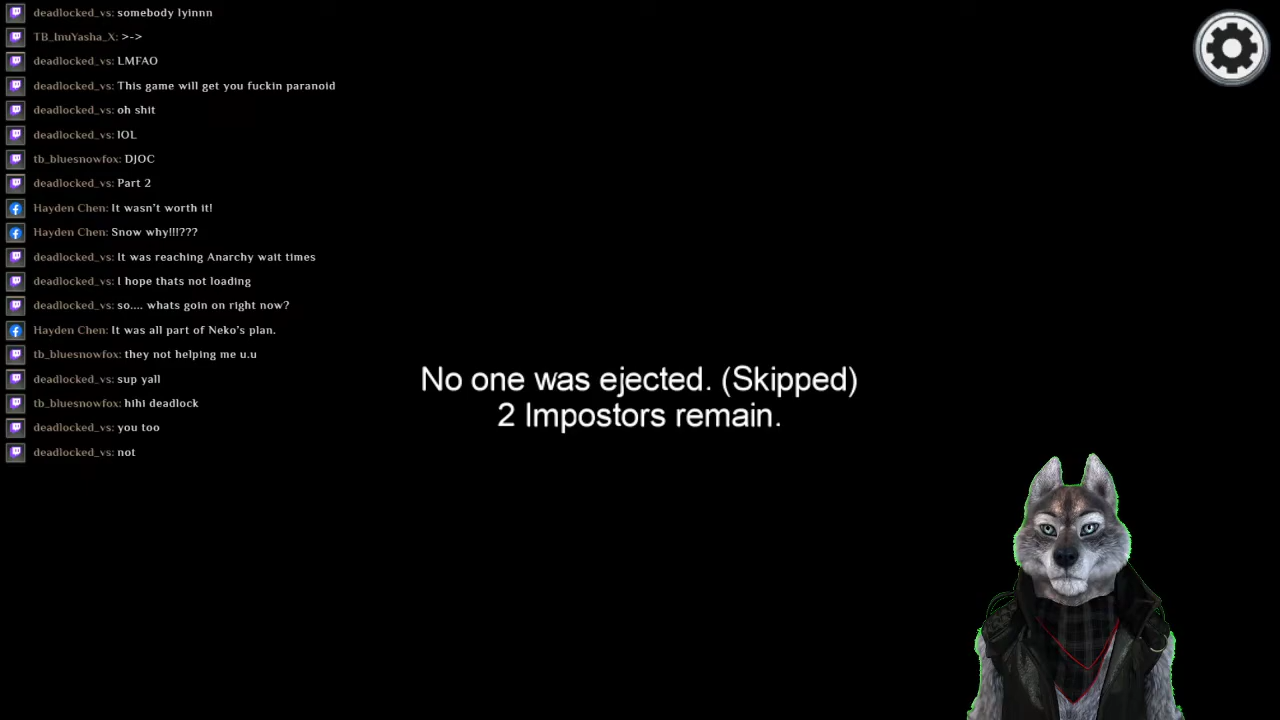 deadlocked_vs: somebody lyinnn
TB_InuYasha_X: >->
deadlocked_vs: LMFAO
deadlocked_vs: This game will get you fuckin paranoid
deadlocked_vs: oh shit
deadlocked_vs: lOL
tb_bluesnowfox: DJOC
deadlocked_vs: Part 2
Hayden Chen: It wasn't worth it!
Hayden Chen: Snow why!!!???
deadlocked_vs: It was reaching Anarchy wait times
deadlocked_vs: I hope thats not loading
deadlocked_vs: so.... whats goin on right now?
Hayden Chen: It was all part of Neko's plan.
tb_bluesnowfox: they not helping me u.u
deadlocked_vs: sup yall
tb_bluesnowfox: hihi deadlock
deadlocked_vs: you too
deadlocked_vs: not
No one was ejected. (Skipped)
2 Impostors remain.